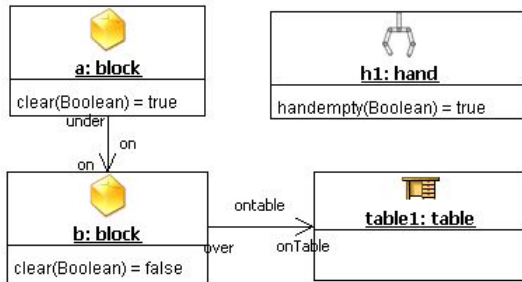 a: block
clear(Boolean) = true
h1: hand
handempty(Boolean) = true
under
on
on
b: block
clear(Boolean) = false
ontable
over
onTable
table1: table